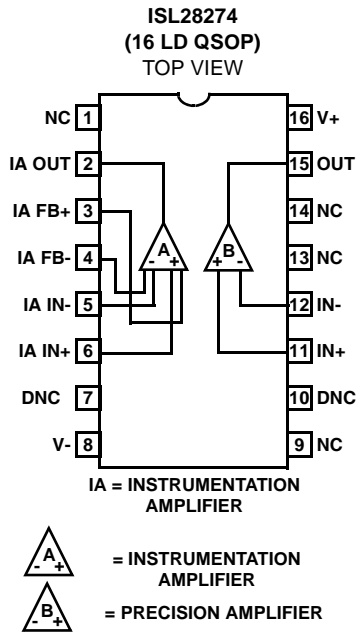 ISL28274
(16 LD QSOP)
TOP VIEW
NC 1
16 V+
IA OUT 2
15 OUT
IA FB+ 3
14 NC
IA FB- 4
13 NC
A
- +
B
+ -
IA IN- 5
12 IN-
IA IN+ 6
11 IN+
DNC 7
10 DNC
V- 8
9 NC
IA = INSTRUMENTATION
AMPLIFIER
A
- +
= INSTRUMENTATION
AMPLIFIER
B
- +
= PRECISION AMPLIFIER